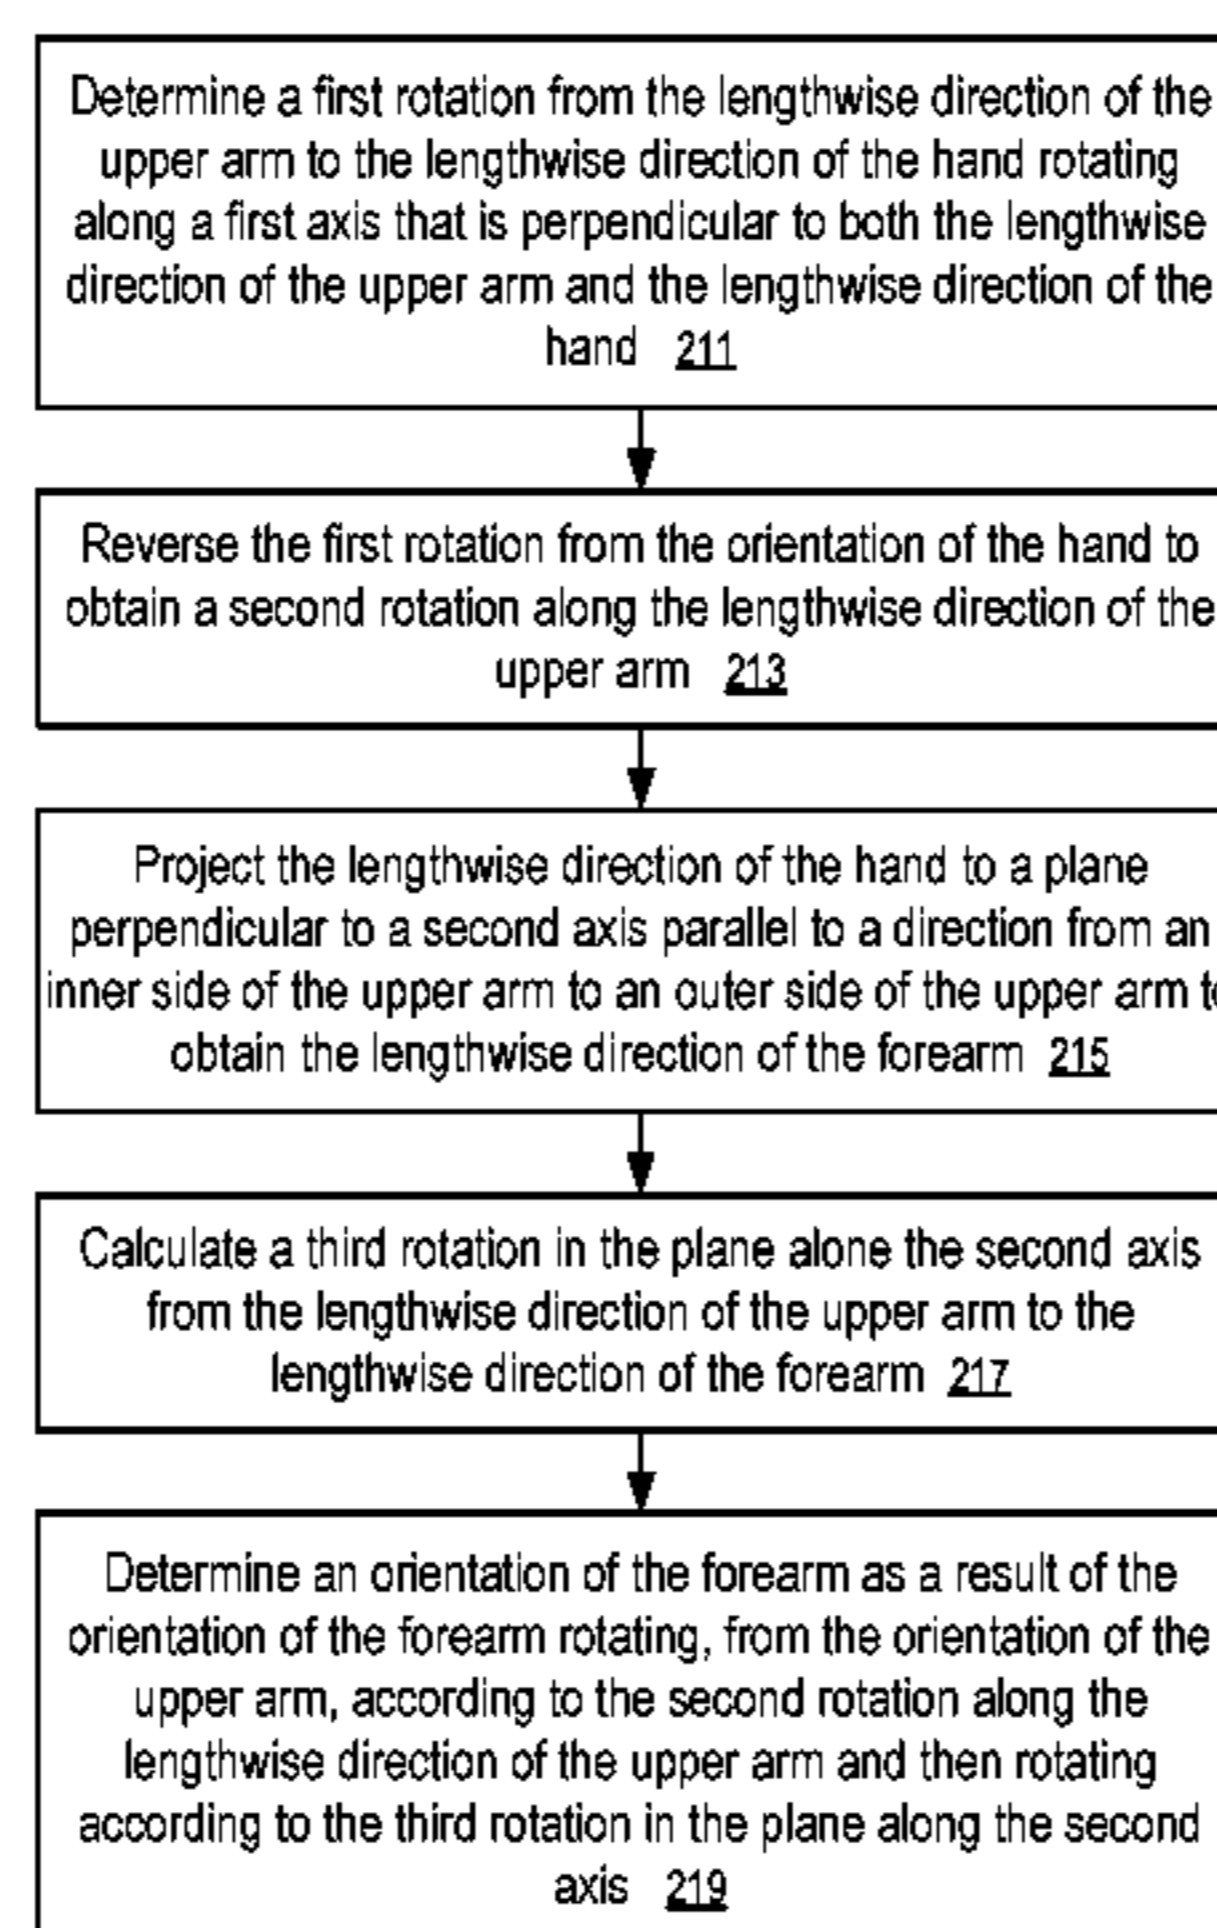 Determine a first rotation from the lengthwise direction of the
upper arm to the lengthwise direction of the hand rotating
along a first axis that is perpendicular to both the lengthwise
direction of the upper arm and the lengthwise direction of the
hand 211
Reverse the first rotation from the orientation of the hand to
obtain a second rotation along the lengthwise direction of the
upper arm 213
Project the lengthwise direction of the hand to a plane
perpendicular to a second axis parallel to a direction from an
inner side of the upper arm to an outer side of the upper arm to
obtain the lengthwise direction of the forearm 215
Calculate a third rotation in the plane alone the second axis
from the lengthwise direction of the upper arm to the
lengthwise direction of the forearm 217
Determine an orientation of the forearm as a result of the
orientation of the forearm rotating, from the orientation of the
upper arm, according to the second rotation along the
lengthwise direction of the upper arm and then rotating
according to the third rotation in the plane along the second
axis 219